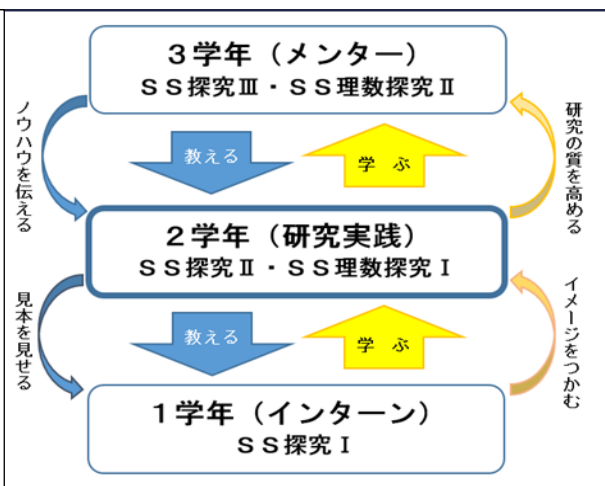 3学年(メンター)
SS探究Ⅲ・SS理数探究Ⅱ
ノウハウを伝える
教える
学 ぶ
研究の質を高める
2学年(研究実践)
SS探究Ⅱ・SS理数探究Ⅰ
見本を見せる
教える
学 ぶ
イメージをつかむ
1学年(インターン)
SS探究Ⅰ